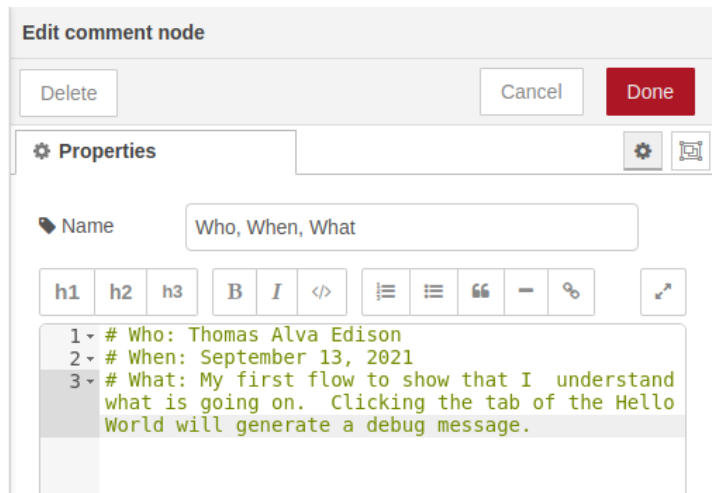 Edit comment node
Delete Cancel Done
Properties
Name Who, When, What
h1 h2 h3 B I </>
1 # Who: Thomas Alva Edison
2 # When: September 13, 2021
3 # What: My first flow to show that I  understand
what is going on.  Clicking the tab of the Hello
World will generate a debug message.